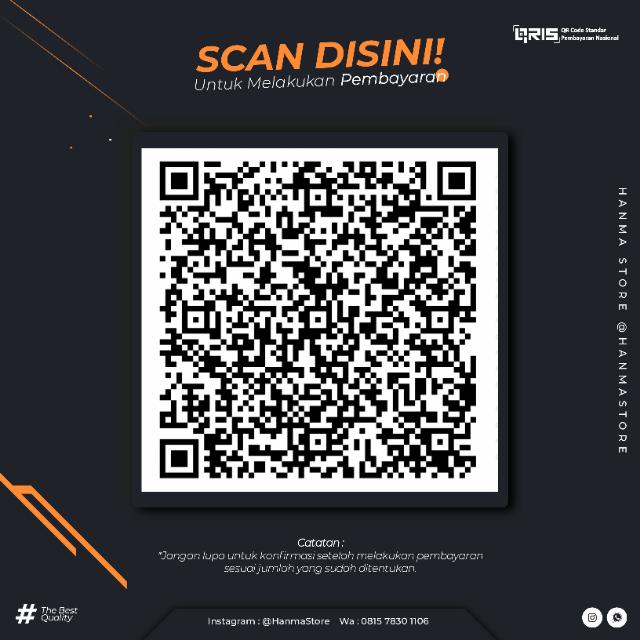 SCAN DISINI!
Untuk Melakukan Pembayaran
QRIS
QR Code Standar
Pembayaran Nasional
HANMA STORE @HANMASTORE
Catatan :
*Jangan lupa untuk konfirmasi setelah melakukan pembayaran
sesuai jumlah yang sudah ditentukan.
# The Best
Quality
Instagram : @HanmaStore Wa : 0815 7830 1106